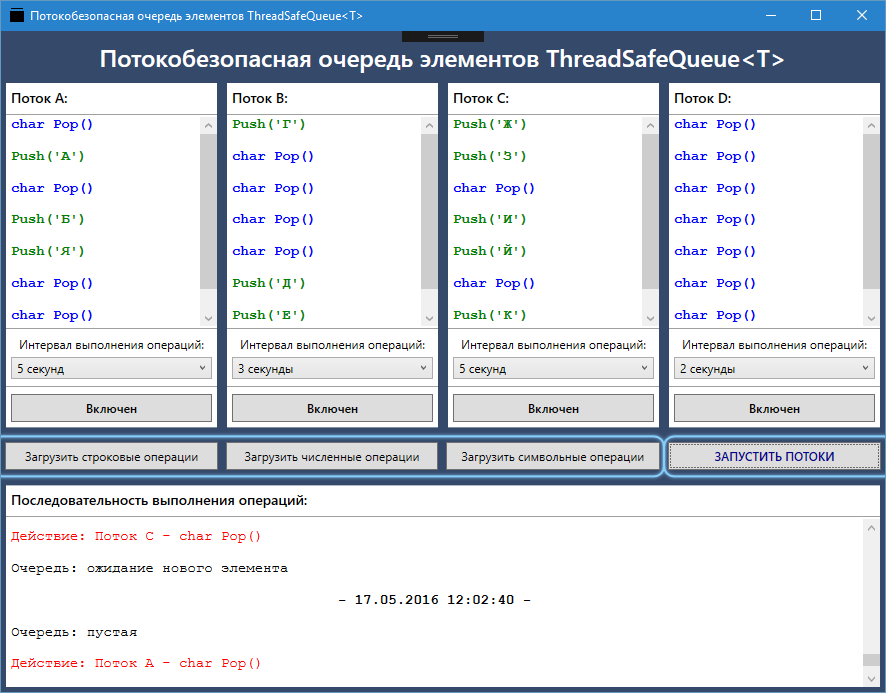 Потокобезопасная очередь элементов ThreadSafeQueue<T>
Потокобезопасная очередь элементов ThreadSafeQueue<T>
Поток A:
char Pop()
Push('А')
char Pop()
Push('Б')
Push('Я')
char Pop()
char Pop()
Интервал выполнения операций:
5 секунд
Включен
Поток B:
Push('Г')
char Pop()
char Pop()
char Pop()
char Pop()
Push('Д')
Push('Е')
Интервал выполнения операций:
3 секунды
Включен
Поток C:
Push('Ж')
Push('З')
char Pop()
Push('И')
Push('Й')
char Pop()
Push('К')
Интервал выполнения операций:
5 секунд
Включен
Поток D:
char Pop()
char Pop()
char Pop()
char Pop()
char Pop()
char Pop()
char Pop()
Интервал выполнения операций:
2 секунды
Включен
Загрузить строковые операции
Загрузить численные операции
Загрузить символьные операции
ЗАПУСТИТЬ ПОТОКИ
Последовательность выполнения операций:
Действие: Поток C - char Pop()
Очередь: ожидание нового элемента
- 17.05.2016 12:02:40 -
Очередь: пустая
Действие: Поток A - char Pop()